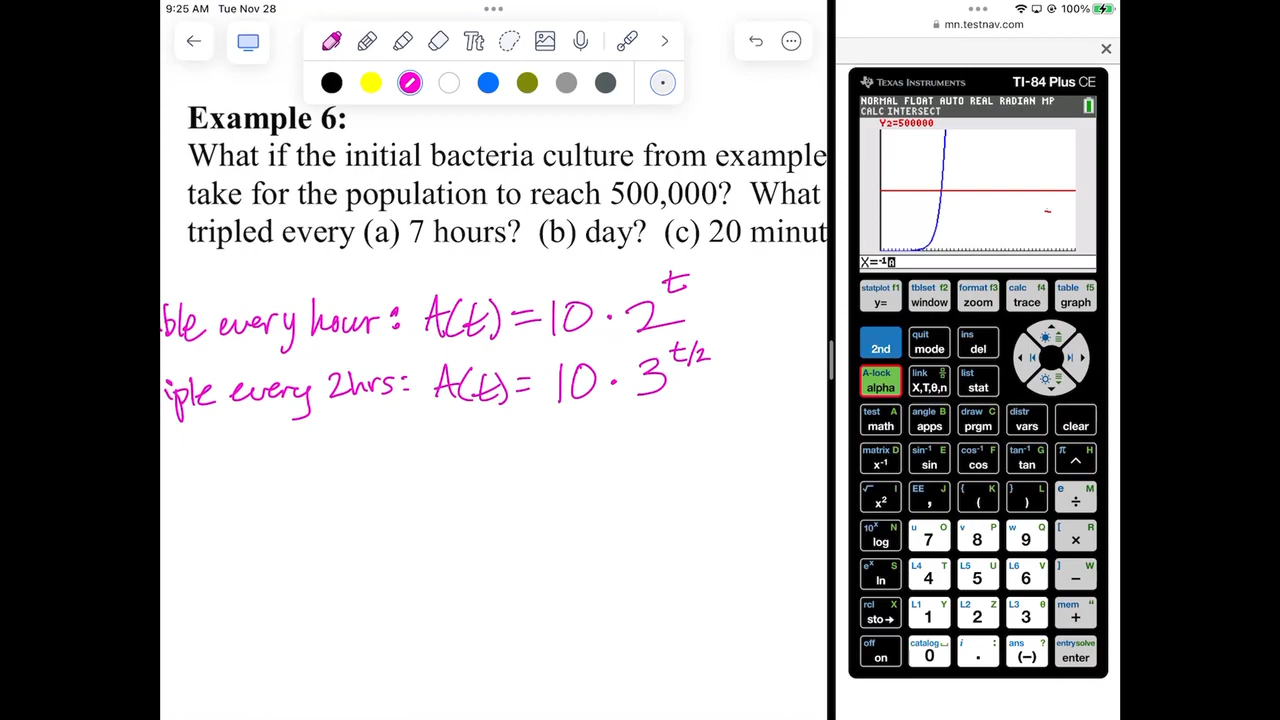 9:25 AM Tue Nov 28
100%
mn.testnav.com
Tt
Example 6:
What if the initial bacteria culture from example
take for the population to reach 500,000? What
tripled every (a) 7 hours? (b) day? (c) 20 minut
ble every hour: A(t) = 10 · 2^t
iple every 2hrs: A(t) = 10 · 3^t/2
TEXAS INSTRUMENTS TI-84 Plus CE
NORMAL FLOAT AUTO REAL RADIAN MP
CALC INTERSECT
Y2=500000
X=-1
statplot f1 tblset f2 format f3 calc f4 table f5
y= window zoom trace graph
quit ins
2nd mode del
A-lock link list
alpha X,T,θ,n stat
test A angle B draw C distr
math apps prgm vars clear
matrix D sin⁻¹ E cos⁻¹ F tan⁻¹ G π H
x⁻¹ sin cos tan ^
√ I EE J { K } L e M
x² , ( ) ÷
10ˣ N u O v P w Q [ R
log 7 8 9 ×
eˣ S L4 T L5 U L6 V ] W
ln 4 5 6 −
rcl X L1 Y L2 Z L3 θ mem "
sto→ 1 2 3 +
off catalog i : ans ? entry solve
on 0 . (−) enter